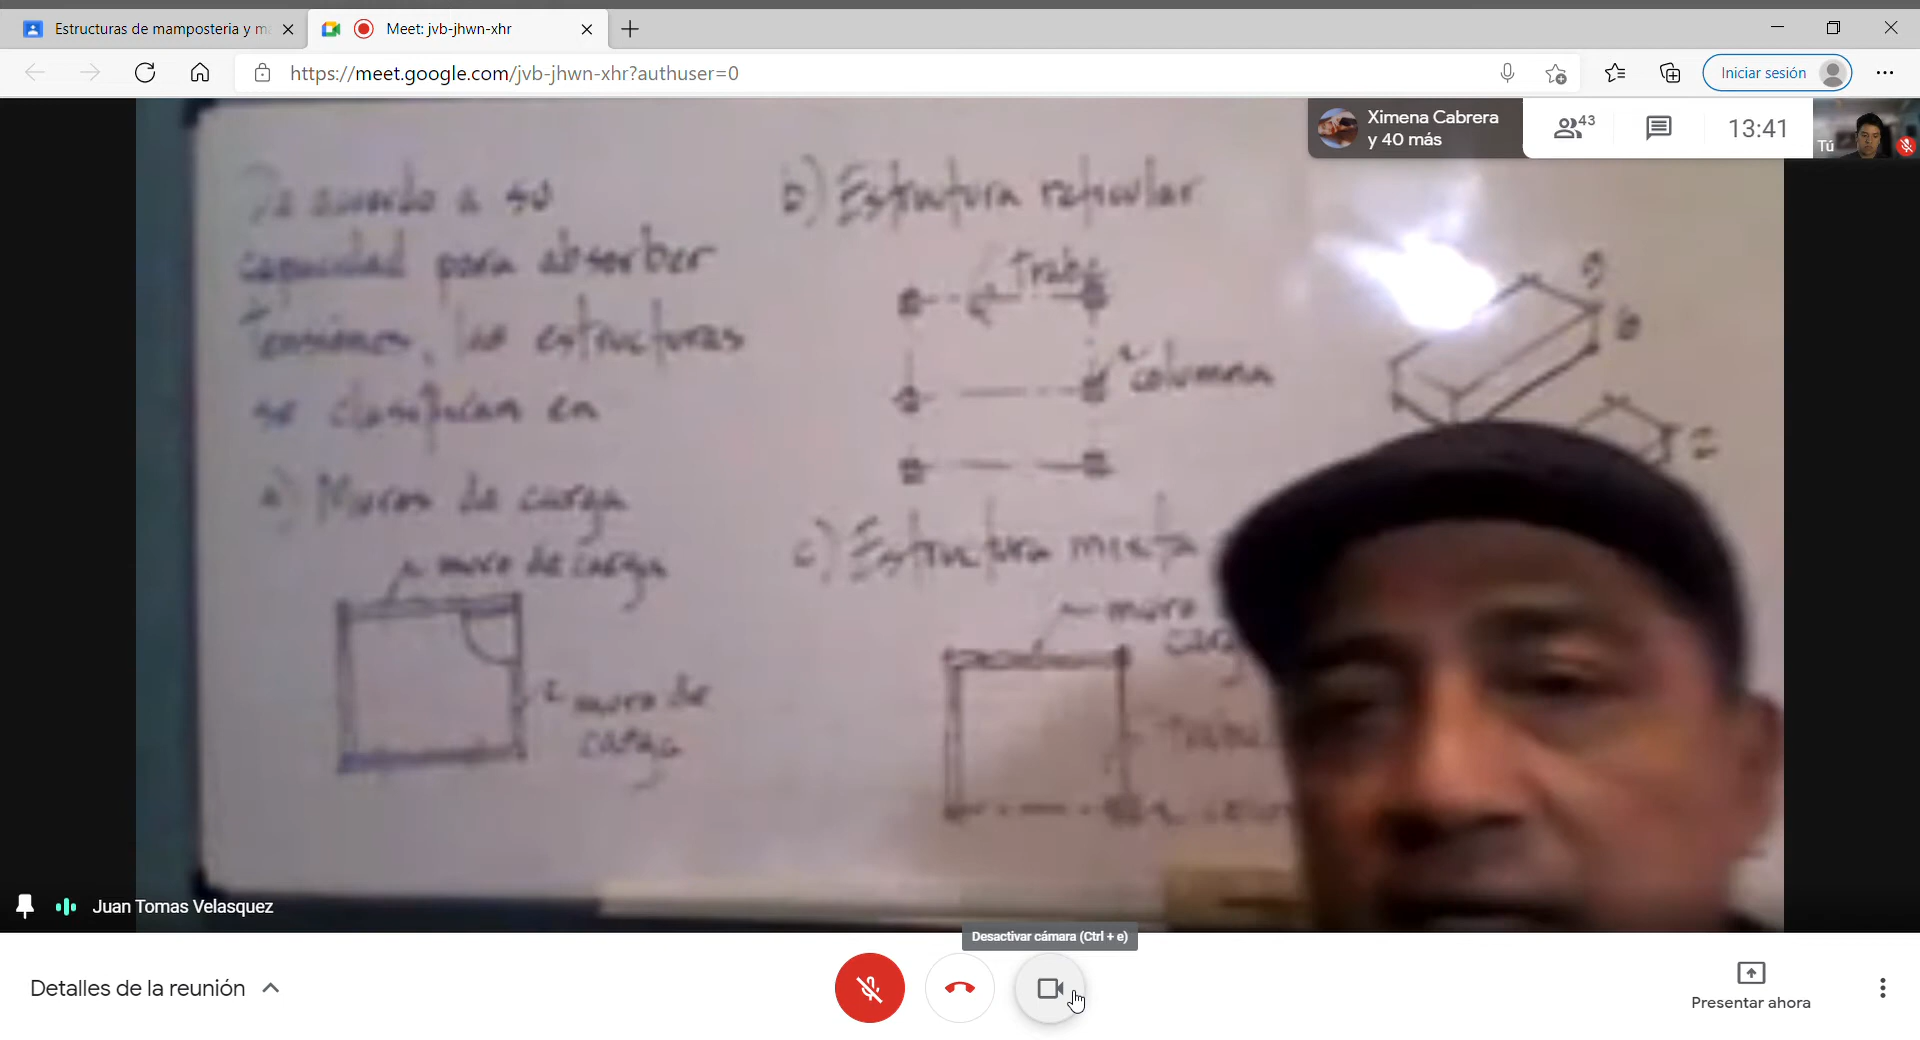 Estructuras de mamposteria y m
Meet: jvb-jhwn-xhr
https://meet.google.com/jvb-jhwn-xhr?authuser=0
Iniciar sesión
Ximena Cabrera
y 40 más
43
13:41
Tú
De acuerdo a su
capacidad para absorber
tensiones, las estructuras
se clasifican en
a) Muros de carga
muro de carga
muro de
carga
b) Estructura reticular
trabe
columna
c) Estructura mixta
muro
carga
Juan Tomas Velasquez
Desactivar cámara (Ctrl + e)
Detalles de la reunión
Presentar ahora